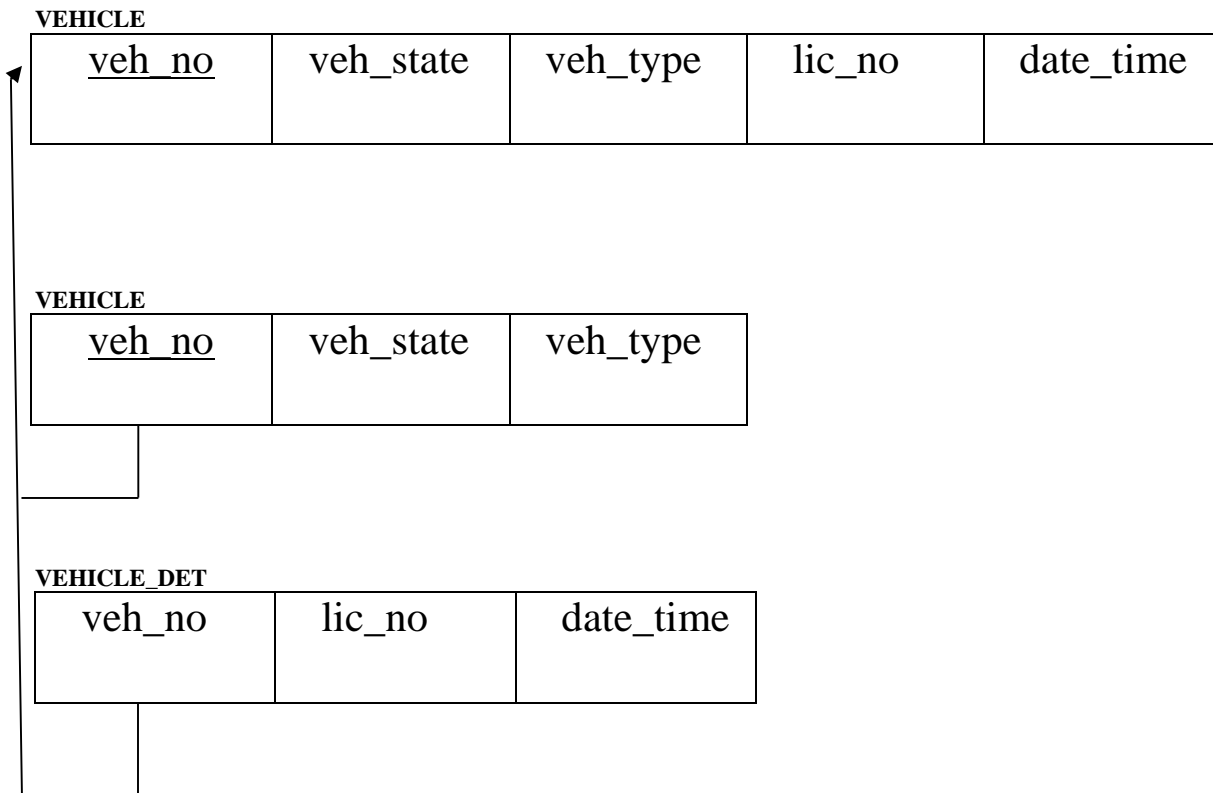 VEHICLE
veh_no veh_state veh_type lic_no date_time
VEHICLE
veh_no veh_state veh_type
VEHICLE_DET
veh_no lic_no date_time